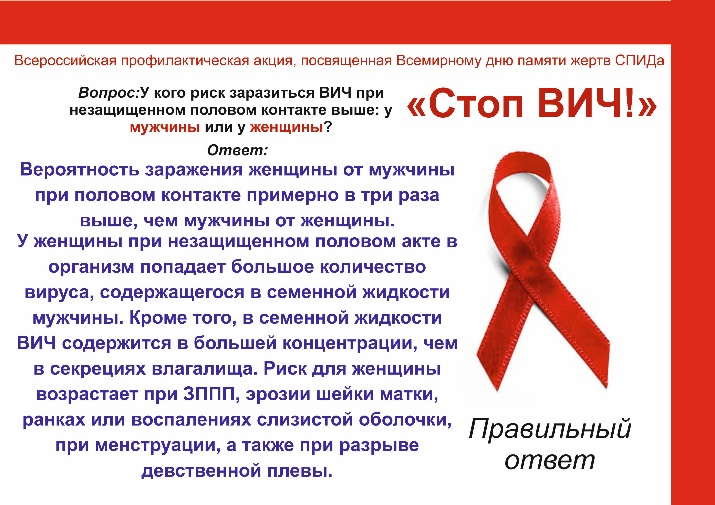 Всероссийская профилактическая акция, посвященная Всемирному дню памяти жертв СПИДа
Вопрос:У кого риск заразиться ВИЧ при
незащищенном половом контакте выше: у
мужчины или у женщины?
«Стоп ВИЧ!»
Ответ:
Вероятность заражения женщины от мужчины
при половом контакте примерно в три раза
выше, чем мужчины от женщины.
У женщины при незащищенном половом акте в
организм попадает большое количество
вируса, содержащегося в семенной жидкости
мужчины. Кроме того, в семенной жидкости
ВИЧ содержится в большей концентрации, чем
в секрециях влагалища. Риск для женщины
возрастает при ЗППП, эрозии шейки матки,
ранках или воспалениях слизистой оболочки,
при менструации, а также при разрыве
девственной плевы.
Правильный
ответ